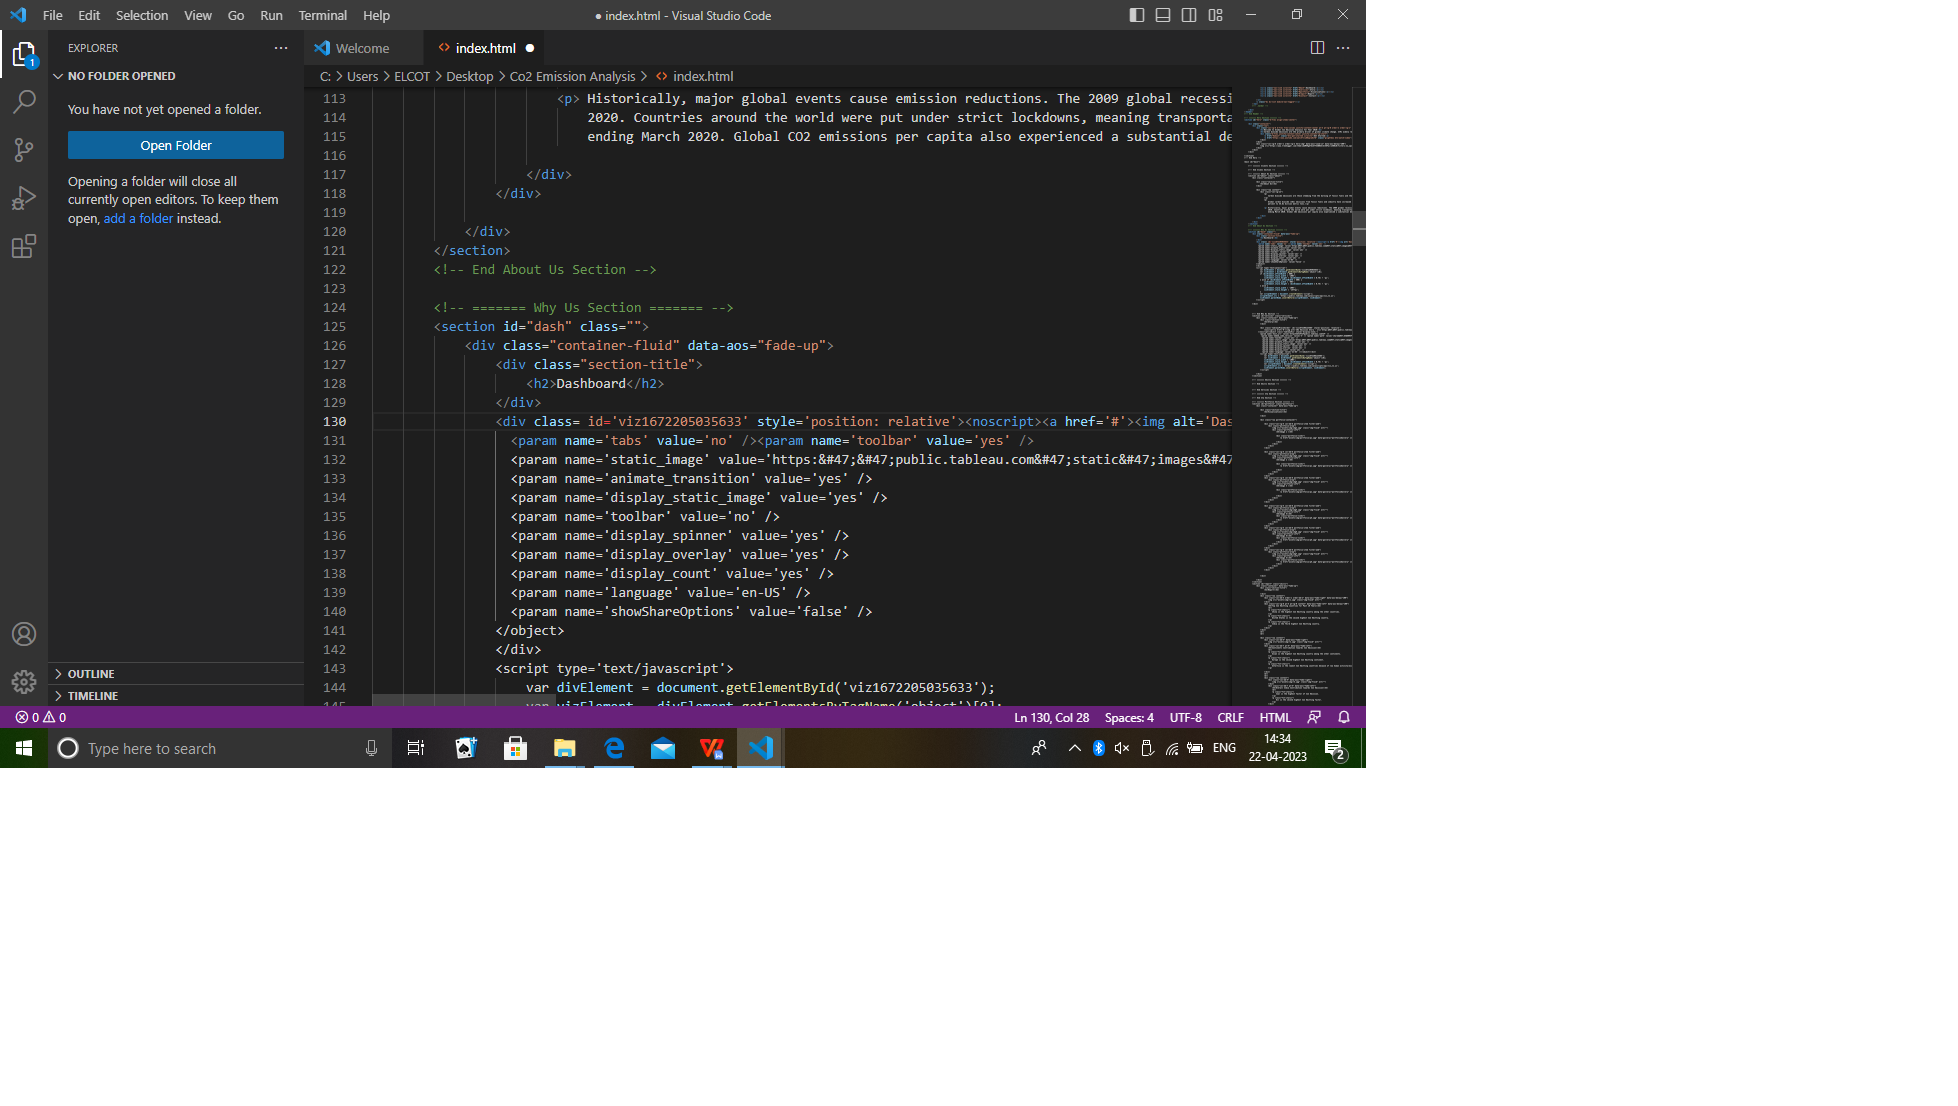 File Edit Selection View Go Run Terminal Help
● index.html - Visual Studio Code
EXPLORER
NO FOLDER OPENED
You have not yet opened a folder.
Open Folder
Opening a folder will close all
currently open editors. To keep them
open, add a folder instead.
OUTLINE
TIMELINE
Welcome
index.html
C: > Users > ELCOT > Desktop > Co2 Emission Analysis > index.html
113 <p> Historically, major global events cause emission reductions. The 2009 global recessi
114 2020. Countries around the world were put under strict lockdowns, meaning transporta
115 ending March 2020. Global CO2 emissions per capita also experienced a substantial de
116
117 </div>
118 </div>
119
120 </div>
121 </section>
122 <!-- End About Us Section -->
123
124 <!-- ======= Why Us Section ======= -->
125 <section id="dash" class="">
126 <div class="container-fluid" data-aos="fade-up">
127 <div class="section-title">
128 <h2>Dashboard</h2>
129 </div>
130 <div class= id='viz1672205035633' style='position: relative'><noscript><a href='#'><img alt='Das
131 <param name='tabs' value='no' /><param name='toolbar' value='yes' />
132 <param name='static_image' value='https:&#47;&#47;public.tableau.com&#47;static&#47;images&#47
133 <param name='animate_transition' value='yes' />
134 <param name='display_static_image' value='yes' />
135 <param name='toolbar' value='no' />
136 <param name='display_spinner' value='yes' />
137 <param name='display_overlay' value='yes' />
138 <param name='display_count' value='yes' />
139 <param name='language' value='en-US' />
140 <param name='showShareOptions' value='false' />
141 </object>
142 </div>
143 <script type='text/javascript'>
144 var divElement = document.getElementById('viz1672205035633');
145 var vizElement = divElement.getElementsByTagName('object')[0];
0 0
Ln 130, Col 28 Spaces: 4 UTF-8 CRLF HTML
Type here to search
ENG
14:34
22-04-2023
2
1